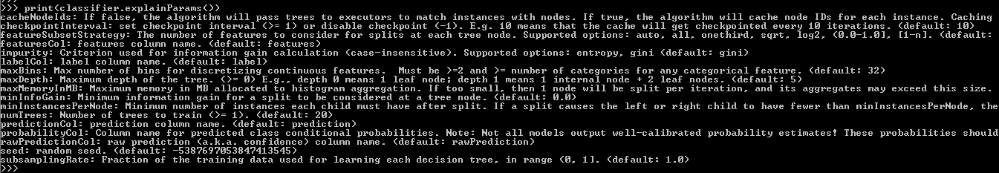 >>> print(classifier.explainParams())
cacheNodeIds: If false, the algorithm will pass trees to executors to match instances with nodes. If true, the algorithm will cache node IDs for each instance. Caching
checkpointInterval: set checkpoint interval (>= 1) or disable checkpoint (-1). E.g. 10 means that the cache will get checkpointed every 10 iterations. (default: 10)
featureSubsetStrategy: The number of features to consider for splits at each tree node. Supported options: auto, all, onethird, sqrt, log2, (0.0-1.0], [1-n]. (default:
featuresCol: features column name. (default: features)
impurity: Criterion used for information gain calculation (case-insensitive). Supported options: entropy, gini (default: gini)
labelCol: label column name. (default: label)
maxBins: Max number of bins for discretizing continuous features.  Must be >=2 and >= number of categories for any categorical feature. (default: 32)
maxDepth: Maximum depth of the tree. (>= 0) E.g., depth 0 means 1 leaf node; depth 1 means 1 internal node + 2 leaf nodes. (default: 5)
maxMemoryInMB: Maximum memory in MB allocated to histogram aggregation. If too small, then 1 node will be split per iteration, and its aggregates may exceed this size.
minInfoGain: Minimum information gain for a split to be considered at a tree node. (default: 0.0)
minInstancesPerNode: Minimum number of instances each child must have after split. If a split causes the left or right child to have fewer than minInstancesPerNode, the
numTrees: Number of trees to train (>= 1). (default: 20)
predictionCol: prediction column name. (default: prediction)
probabilityCol: Column name for predicted class conditional probabilities. Note: Not all models output well-calibrated probability estimates! These probabilities should
rawPredictionCol: raw prediction (a.k.a. confidence) column name. (default: rawPrediction)
seed: random seed. (default: -5387697053847413545)
subsamplingRate: Fraction of the training data used for learning each decision tree, in range (0, 1]. (default: 1.0)
>>>